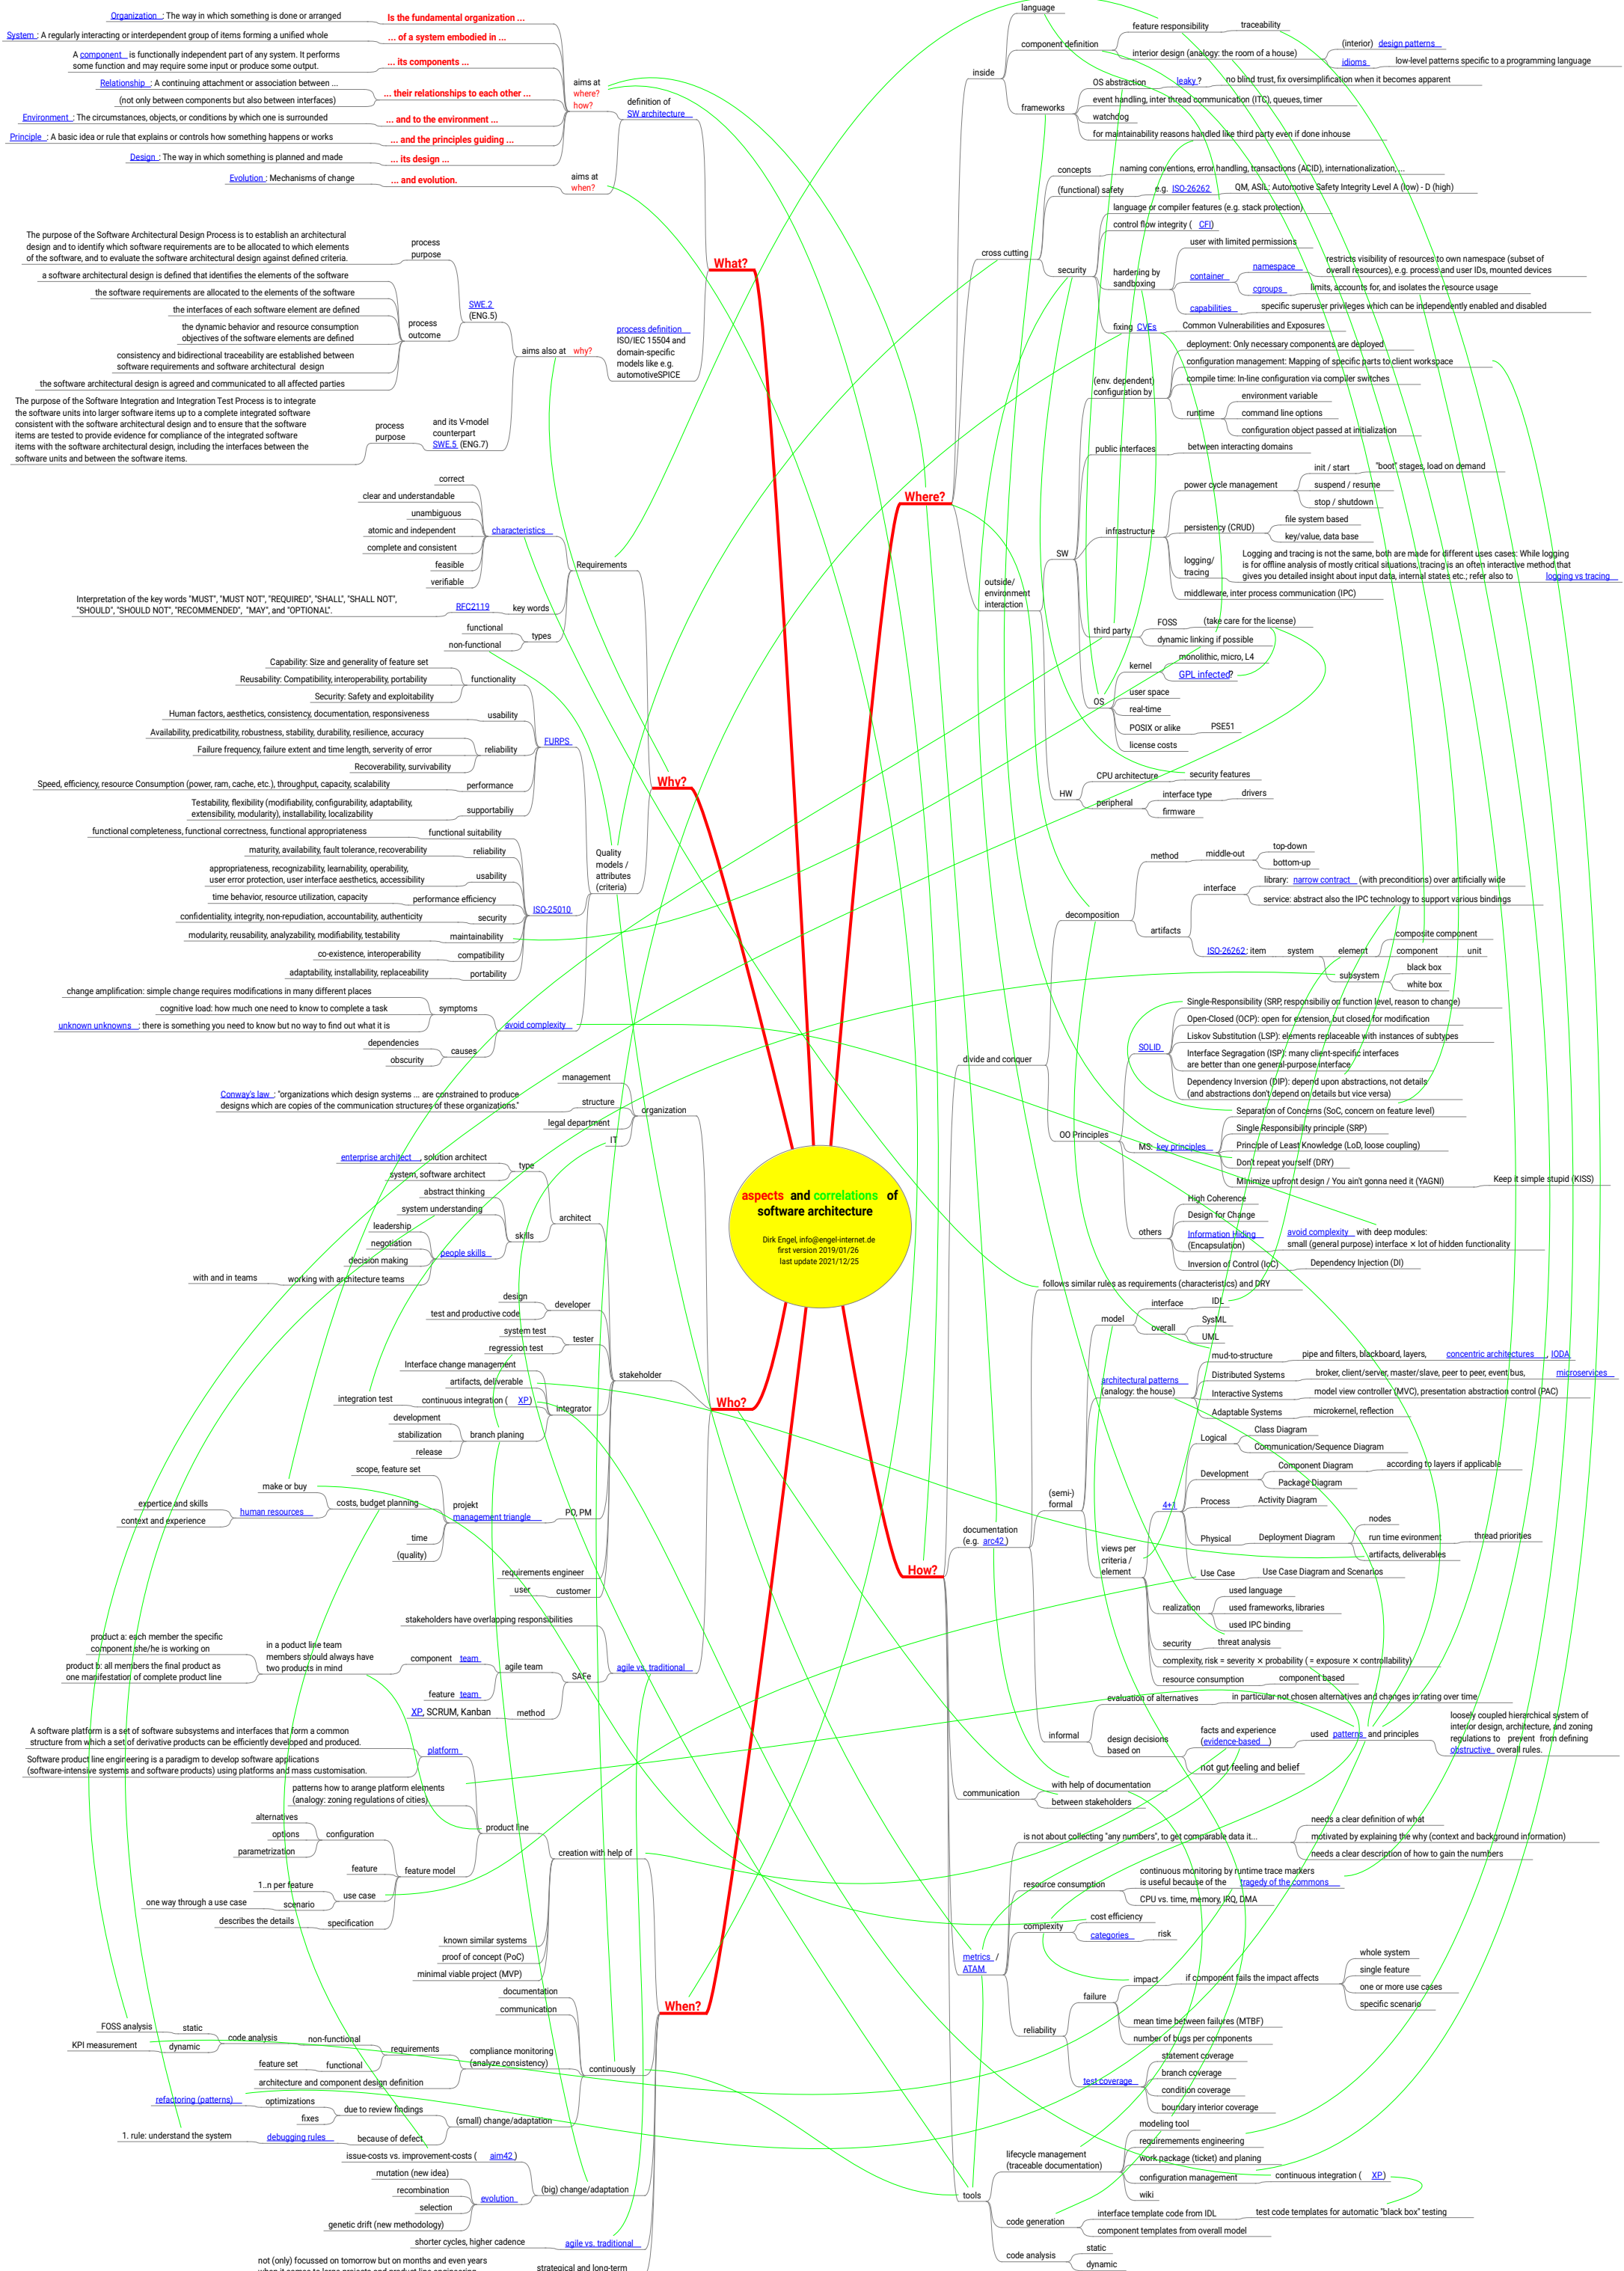 aspects and correlations of
software architecture
Dirk Engel, info@engel-internet.de
first version 2019/01/26
last update 2021/12/25
What?
definition of
SW architecture
aims at
where?
how?
Is the fundamental organization ...
Organization : The way in which something is done or arranged
... of a system embodied in ...
System : A regularly interacting or interdependent group of items forming a unified whole
... its components ...
A component is functionally independent part of any system. It performs
some function and may require some input or produce some output.
... their relationships to each other ...
Relationship : A continuing attachment or association between ...
(not only between components but also between interfaces)
... and to the environment ...
Environment : The circumstances, objects, or conditions by which one is surrounded
... and the principles guiding ...
Principle : A basic idea or rule that explains or controls how something happens or works
... its design ...
Design : The way in which something is planned and made
aims at
when?
... and evolution.
Evolution : Mechanisms of change
process definition
ISO/IEC 15504 and
domain-specific
models like e.g.
automotiveSPICE
aims also at why?
SWE.2
(ENG.5)
process
purpose
The purpose of the Software Architectural Design Process is to establish an architectural
design and to identify which software requirements are to be allocated to which elements
of the software, and to evaluate the software architectural design against defined criteria.
process
outcome
a software architectural design is defined that identifies the elements of the software
the software requirements are allocated to the elements of the software
the interfaces of each software element are defined
the dynamic behavior and resource consumption
objectives of the software elements are defined
consistency and bidirectional traceability are established between
software requirements and software architectural design
the software architectural design is agreed and communicated to all affected parties
and its V-model
counterpart
SWE.5 (ENG.7)
process
purpose
The purpose of the Software Integration and Integration Test Process is to integrate
the software units into larger software items up to a complete integrated software
consistent with the software architectural design and to ensure that the software
items are tested to provide evidence for compliance of the integrated software
items with the software architectural design, including the interfaces between the
software units and between the software items.
Why?
Requirements
characteristics
correct
clear and understandable
unambiguous
atomic and independent
complete and consistent
feasible
verifiable
key words
RFC2119
Interpretation of the key words "MUST", "MUST NOT", "REQUIRED", "SHALL", "SHALL NOT",
"SHOULD", "SHOULD NOT", "RECOMMENDED", "MAY", and "OPTIONAL".
types
functional
non-functional
Quality
models /
attributes
(criteria)
FURPS
functionality
Capability: Size and generality of feature set
Reusability: Compatibility, interoperability, portability
Security: Safety and exploitability
usability
Human factors, aesthetics, consistency, documentation, responsiveness
reliability
Availability, predicatbility, robustness, stability, durability, resilience, accuracy
Failure frequency, failure extent and time length, serverity of error
Recoverability, survivability
performance
Speed, efficiency, resource Consumption (power, ram, cache, etc.), throughput, capacity, scalability
supportabiliy
Testability, flexibility (modifiability, configurability, adaptability,
extensibility, modularity), installability, localizability
ISO-25010
functional suitability
functional completeness, functional correctness, functional appropriateness
reliability
maturity, availability, fault tolerance, recoverability
usability
appropriateness, recognizability, learnability, operability,
user error protection, user interface aesthetics, accessibility
performance efficiency
time behavior, resource utilization, capacity
security
confidentiality, integrity, non-repudiation, accountability, authenticity
maintainability
modularity, reusability, analyzability, modifiability, testability
compatibility
co-existence, interoperability
portability
adaptability, installability, replaceability
avoid complexity
symptoms
change amplification: simple change requires modifications in many different places
cognitive load: how much one need to know to complete a task
unknown unknowns : there is something you need to know but no way to find out what it is
causes
dependencies
obscurity
Who?
organization
management
structure
Conway's law : "organizations which design systems ... are constrained to produce
designs which are copies of the communication structures of these organizations."
legal department
IT
stakeholder
architect
type
enterprise architect , solution architect
system, software architect
skills
abstract thinking
system understanding
people skills
leadership
negotiation
decision making
working with architecture teams
with and in teams
developer
design
test and productive code
tester
system test
regression test
integrator
Interface change management
artifacts, deliverable
continuous integration ( XP)
integration test
branch planing
development
stabilization
release
PO, PM
projekt
management triangle
scope, feature set
costs, budget planning
make or buy
human resources
expertice and skills
context and experience
time
(quality)
requirements engineer
customer
user
agile vs. traditional
stakeholders have overlapping responsibilities
SAFe
agile team
component team
in a poduct line team
members should always have
two products in mind
product a: each member the specific
component she/he is working on
product b: all members the final product as
one manifestation of complete product line
feature team
method
XP, SCRUM, Kanban
When?
creation with help of
product line
platform
A software platform is a set of software subsystems and interfaces that form a common
structure from which a set of derivative products can be efficiently developed and produced.
Software product line engineering is a paradigm to develop software applications
(software-intensive systems and software products) using platforms and mass customisation.
patterns how to arange platform elements
(analogy: zoning regulations of cities)
feature model
configuration
alternatives
options
parametrization
feature
use case
1..n per feature
scenario
one way through a use case
specification
describes the details
known similar systems
proof of concept (PoC)
minimal viable project (MVP)
continuously
documentation
communication
compliance monitoring
(analyze consistency)
requirements
non-functional
code analysis
static
FOSS analysis
dynamic
KPI measurement
functional
feature set
architecture and component design definition
(small) change/adaptation
due to review findings
optimizations
refactoring (patterns)
fixes
because of defect
debugging rules
1. rule: understand the system
(big) change/adaptation
issue-costs vs. improvement-costs ( aim42 )
evolution
mutation (new idea)
recombination
selection
genetic drift (new methodology)
agile vs. traditional
shorter cycles, higher cadence
strategical and long-term
not (only) focussed on tomorrow but on months and even years
when it comes to large projects and product line engineering
Where?
inside
language
component definition
feature responsibility
traceability
interior design (analogy: the room of a house)
(interior) design patterns
idioms
low-level patterns specific to a programming language
frameworks
OS abstraction
leaky ?
no blind trust, fix oversimplification when it becomes apparent
event handling, inter thread communication (ITC), queues, timer
watchdog
for maintainability reasons handled like third party even if done inhouse
cross cutting
concepts
naming conventions, error handling, transactions (ACID), internationalization, ...
(functional) safety
e.g. ISO-26262
QM, ASIL: Automotive Safety Integrity Level A (low) - D (high)
security
language or compiler features (e.g. stack protection)
control flow integrity ( CFI)
hardening by
sandboxing
user with limited permissions
container
namespace
restricts visibility of resources to own namespace (subset of
overall resources), e.g. process and user IDs, mounted devices
cgroups
limits, accounts for, and isolates the resource usage
capabilities
specific superuser privileges which can be independently enabled and disabled
fixing CVEs
Common Vulnerabilities and Exposures
outside/
environment
interaction
SW
(env. dependent)
configuration by
deployment: Only necessary components are deployed
configuration management: Mapping of specific parts to client workspace
compile time: In-line configuration via compiler switches
runtime
environment variable
command line options
configuration object passed at initialization
public interfaces
between interacting domains
infrastructure
power cycle management
init / start
"boot" stages, load on demand
suspend / resume
stop / shutdown
persistency (CRUD)
file system based
key/value, data base
logging/
tracing
Logging and tracing is not the same, both are made for different uses cases: While logging
is for offline analysis of mostly critical situations, tracing is an often interactive method that
gives you detailed insight about input data, internal states etc.; refer also to logging vs tracing
middleware, inter process communication (IPC)
third party
FOSS
(take care for the license)
dynamic linking if possible
OS
kernel
monolithic, micro, L4
GPL infected?
user space
real-time
POSIX or alike
PSE51
license costs
HW
CPU architecture
security features
peripheral
interface type
drivers
firmware
How?
divide and conquer
decomposition
method
middle-out
top-down
bottom-up
artifacts
interface
library: narrow contract (with preconditions) over artificially wide
service: abstract also the IPC technology to support various bindings
ISO-26262: item
system
element
composite component
component
unit
subsystem
black box
white box
OO Principles
SOLID
Single-Responsibility (SRP, responsibiliy on function level, reason to change)
Open-Closed (OCP): open for extension, but closed for modification
Liskov Substitution (LSP): elements replaceable with instances of subtypes
Interface Segragation (ISP): many client-specific interfaces
are better than one general-purpose interface
Dependency Inversion (DIP): depend upon abstractions, not details
(and abstractions don't depend on details but vice versa)
MS: key principles
Separation of Concerns (SoC, concern on feature level)
Single Responsibility principle (SRP)
Principle of Least Knowledge (LoD, loose coupling)
Don't repeat yourself (DRY)
Minimize upfront design / You ain't gonna need it (YAGNI)
Keep it simple stupid (KISS)
others
High Coherence
Design for Change
Information Hiding
(Encapsulation)
avoid complexity with deep modules:
small (general purpose) interface × lot of hidden functionality
Inversion of Control (IoC)
Dependency Injection (DI)
documentation
(e.g. arc42 )
follows similar rules as requirements (characteristics) and DRY
(semi-)
formal
model
interface
IDL
overall
SysML
UML
architectural patterns
(analogy: the house)
mud-to-structure
pipe and filters, blackboard, layers, concentric architectures , IODA
Distributed Systems
broker, client/server, master/slave, peer to peer, event bus, microservices
Interactive Systems
model view controller (MVC), presentation abstraction control (PAC)
Adaptable Systems
microkernel, reflection
views per
criteria /
element
4+1
Logical
Class Diagram
Communication/Sequence Diagram
Development
Component Diagram
according to layers if applicable
Package Diagram
Process
Activity Diagram
Physical
Deployment Diagram
nodes
run time evironment
thread priorities
artifacts, deliverables
Use Case
Use Case Diagram and Scenarios
realization
used language
used frameworks, libraries
used IPC binding
security
threat analysis
complexity, risk = severity × probability ( = exposure × controllability)
resource consumption
component based
informal
evaluation of alternatives
in particular not chosen alternatives and changes in rating over time
design decisions
based on
facts and experience
(evidence-based )
used patterns and principles
loosely coupled hierarchical system of
interior design, architecture, and zoning
regulations to prevent from defining
obstructive overall rules.
not gut feeling and belief
communication
with help of documentation
between stakeholders
metrics /
ATAM
is not about collecting "any numbers", to get comparable data it...
needs a clear definition of what
motivated by explaining the why (context and background information)
needs a clear description of how to gain the numbers
resource consumption
continuous monitoring by runtime trace markers
is useful because of the tragedy of the commons
CPU vs. time, memory, IRQ, DMA
complexity
cost efficiency
categories
risk
reliability
failure
impact
if component fails the impact affects
whole system
single feature
one or more use cases
specific scenario
mean time between failures (MTBF)
number of bugs per components
test coverage
statement coverage
branch coverage
condition coverage
boundary interior coverage
tools
lifecycle management
(traceable documentation)
modeling tool
requiremements engineering
work package (ticket) and planing
configuration management
continuous integration ( XP)
wiki
code generation
interface template code from IDL
test code templates for automatic "black box" testing
component templates from overall model
code analysis
static
dynamic